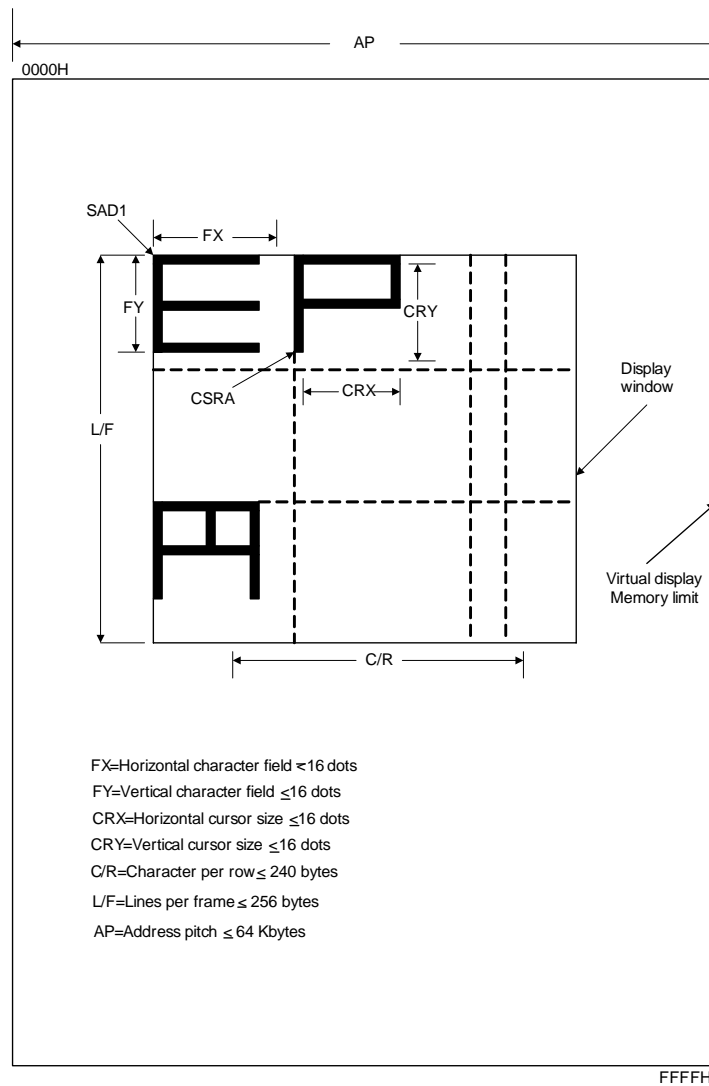 AP
0000H
SAD1
FX
FY
CRY
CSRA
CRX
Display
window
L/F
Virtual display
Memory limit
C/R
FX=Horizontal character field ≤16 dots
FY=Vertical character field ≤16 dots
CRX=Horizontal cursor size ≤16 dots
CRY=Vertical cursor size ≤16 dots
C/R=Character per row ≤ 240 bytes
L/F=Lines per frame ≤ 256 bytes
AP=Address pitch ≤ 64 Kbytes
FFFFH